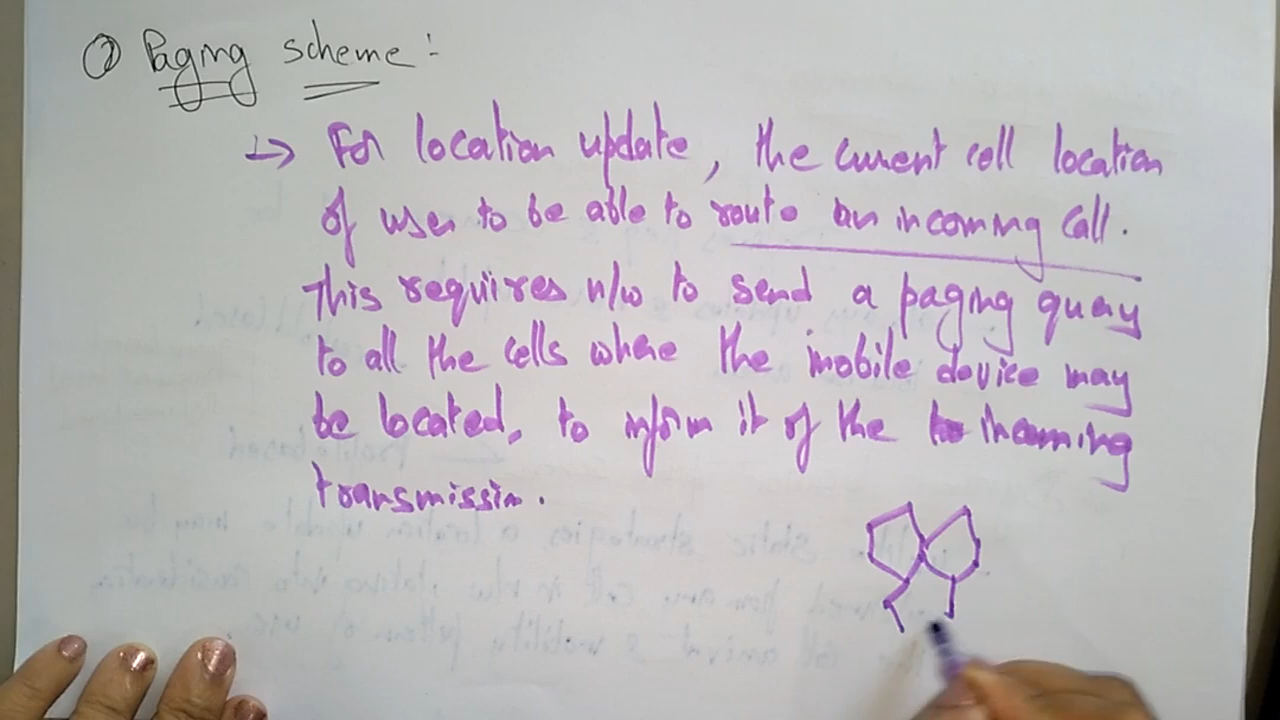 ② Paging scheme :
→ For location update, the current cell location
of user to be able to route an incoming call.
This requires n/w to send a paging quay
to all the cells where the mobile device may
be located, to inform it of the incoming
transmission.